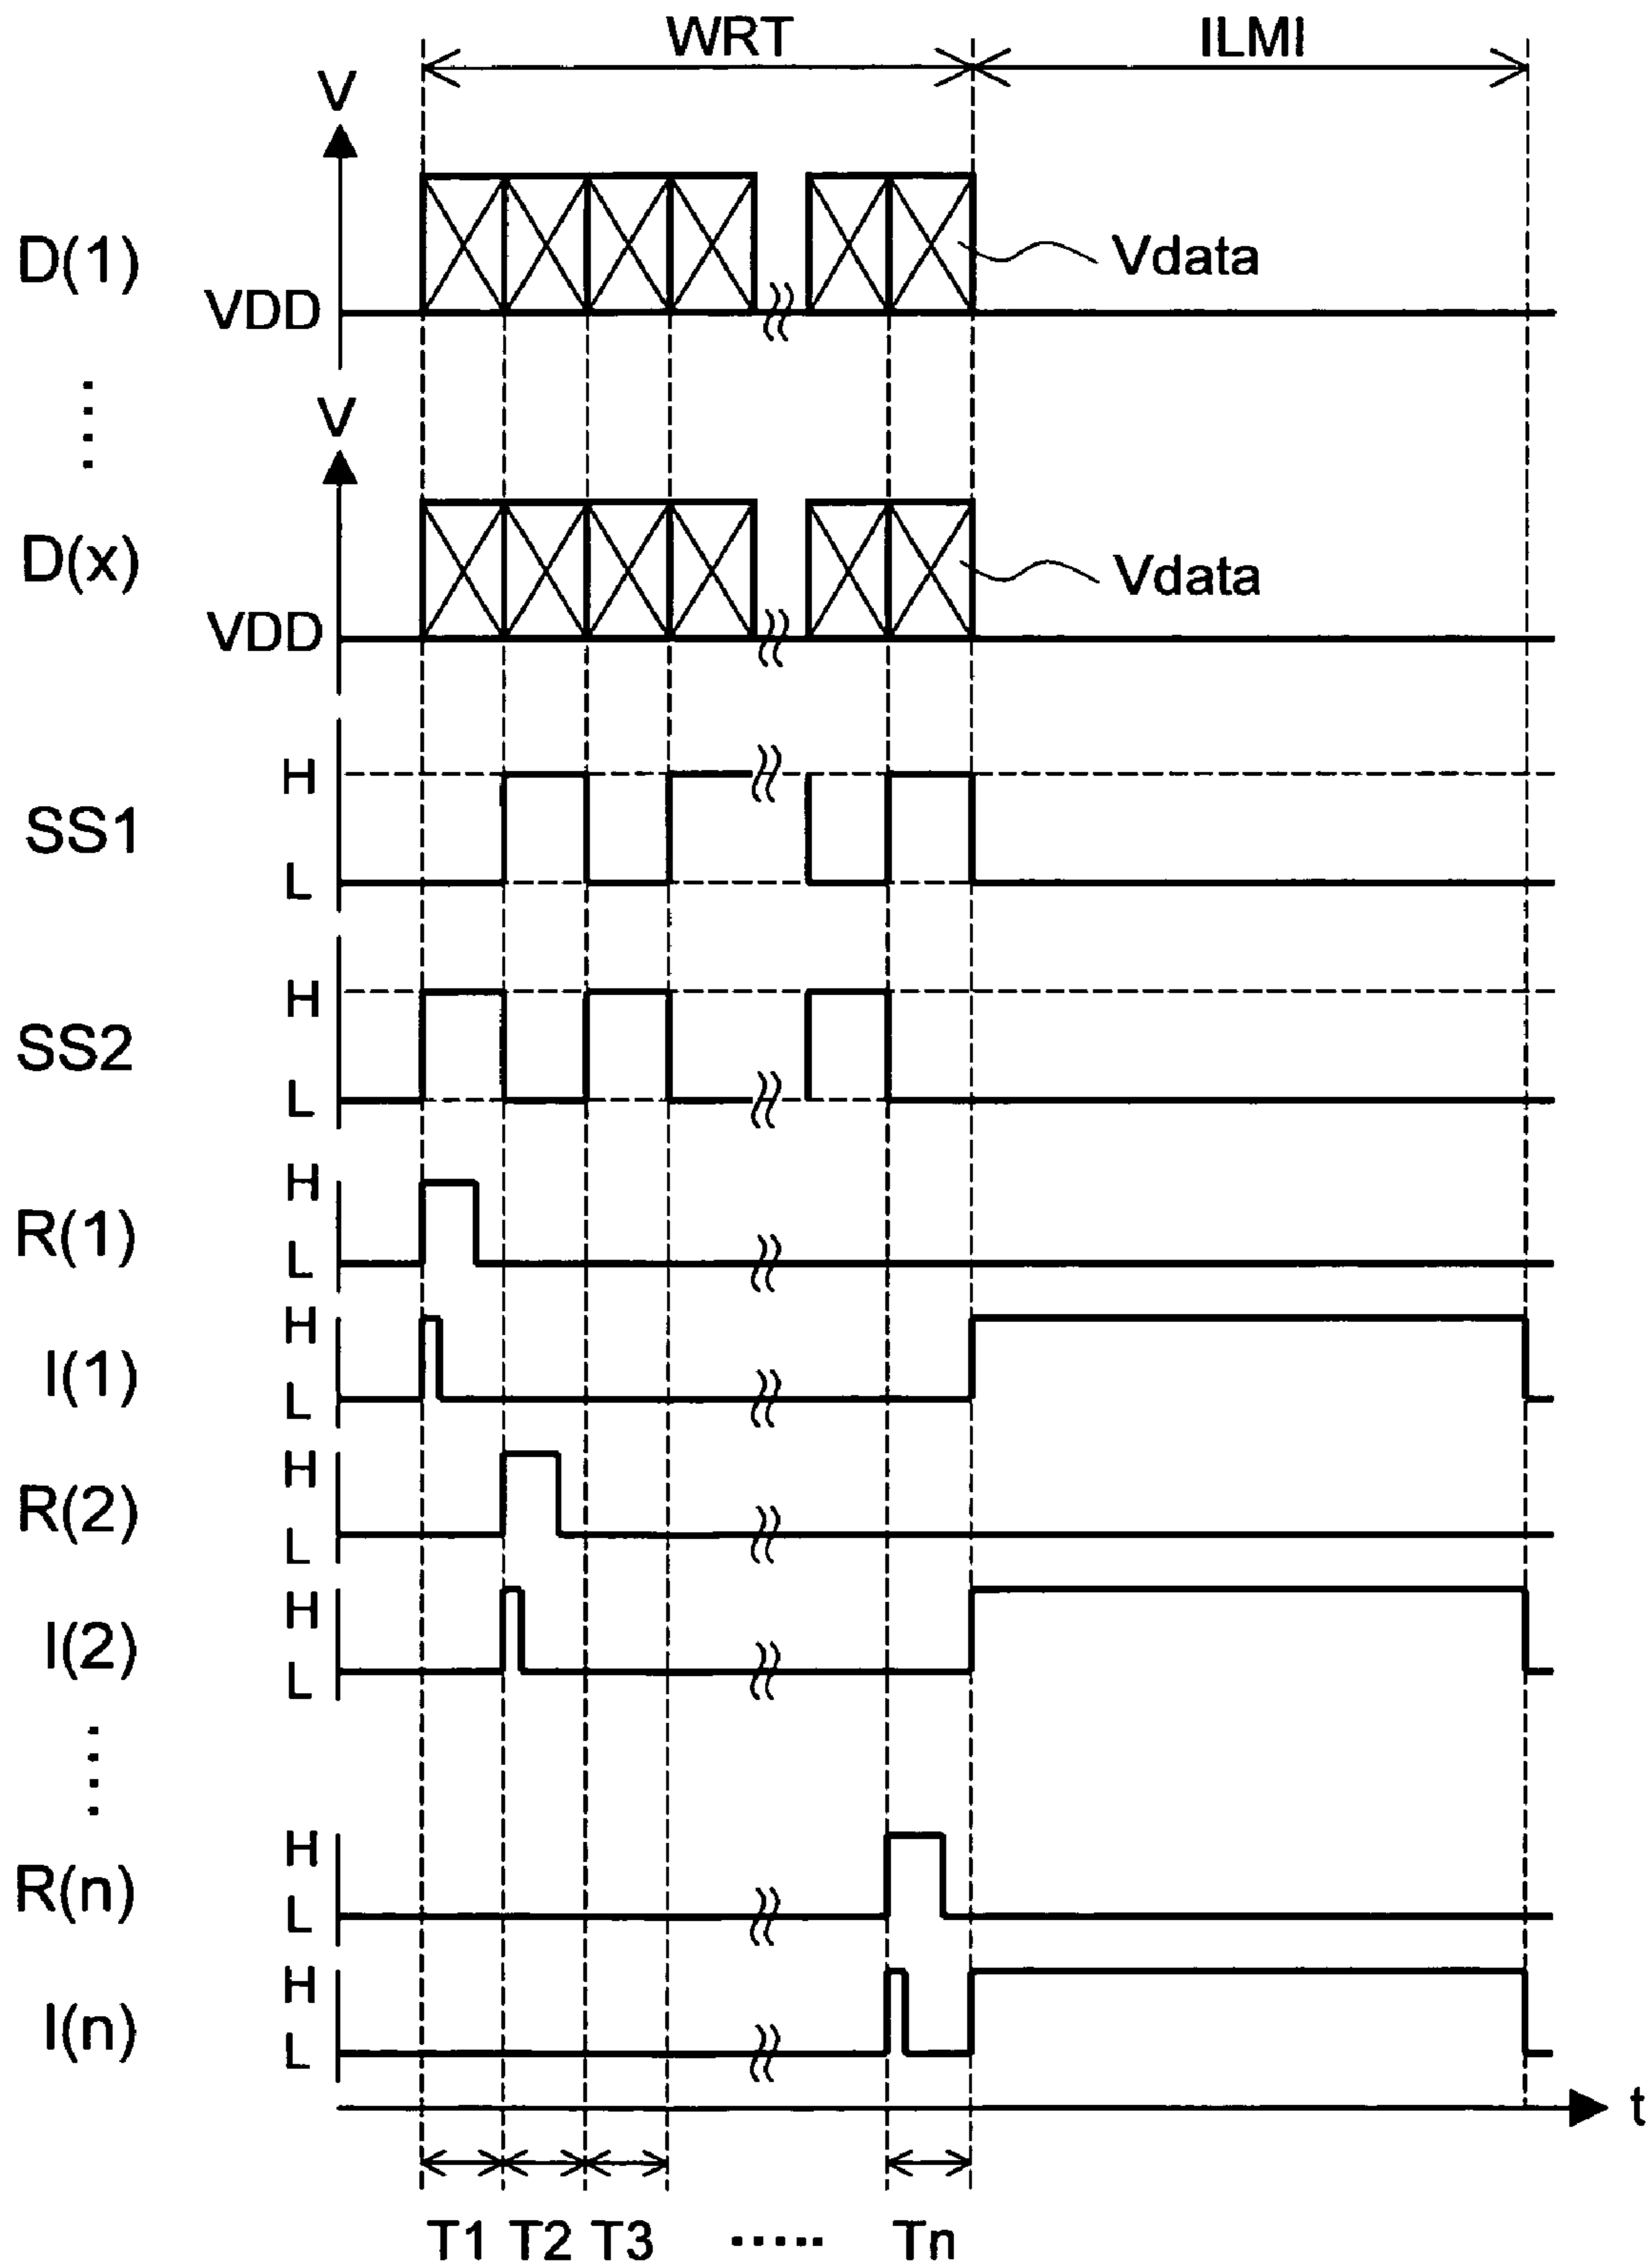 WRT ILMI
V
D(1) Vdata
VDD
V
D(x) Vdata
VDD
H
SS1
L
H
SS2
L
H
R(1)
L
H
I(1)
L
H
R(2)
L
H
I(2)
L
H
R(n)
L
H
I(n)
L
t
T1 T2 T3 ..... Tn